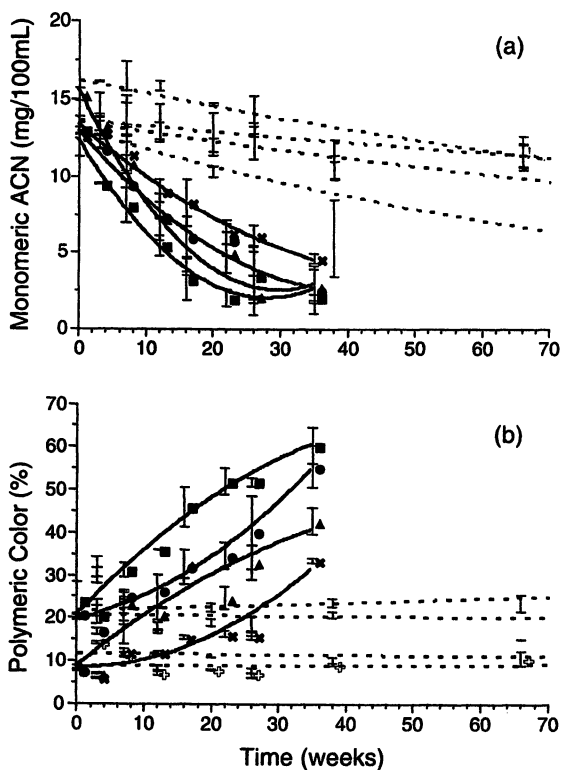 20
(a)
15
10
5
0
Monomeric ACN (mg/100mL)
0 10 20 30 40 50 60 70
70
(b)
60
50
40
30
20
10
0
Polymeric Color (%)
0 10 20 30 40 50 60 70
Time (weeks)